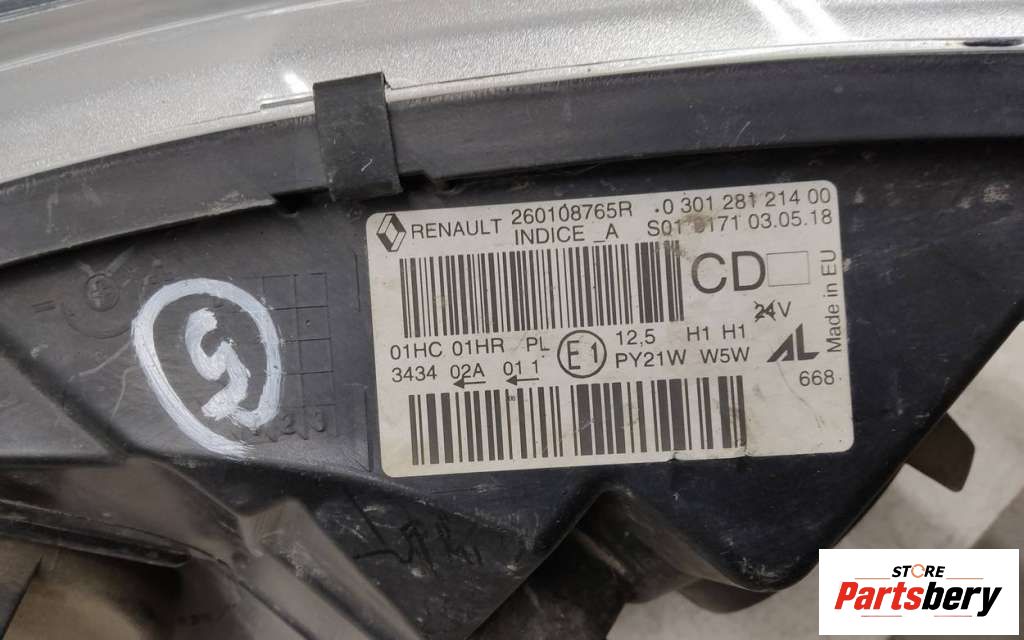 RENAULT 260108765R .0 301 281 214 00
INDICE _A 03.05.18
CD
24V
Made in EU
01HC 01HR PL E1 12,5 H1 H1
3434 02A 01 1 PY21W W5W AL
668
5
STORE
Partsbery